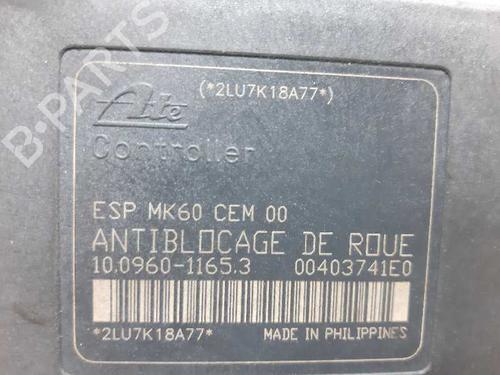 B-PARTS
(*2LU7K18A77*)
Ate
Controller
ESP MK60 CEM 00
ANTIBLOCAGE DE ROUE
10.0960-1165.3 00403741E0
*2LU7K18A77* MADE IN PHILIPPINES